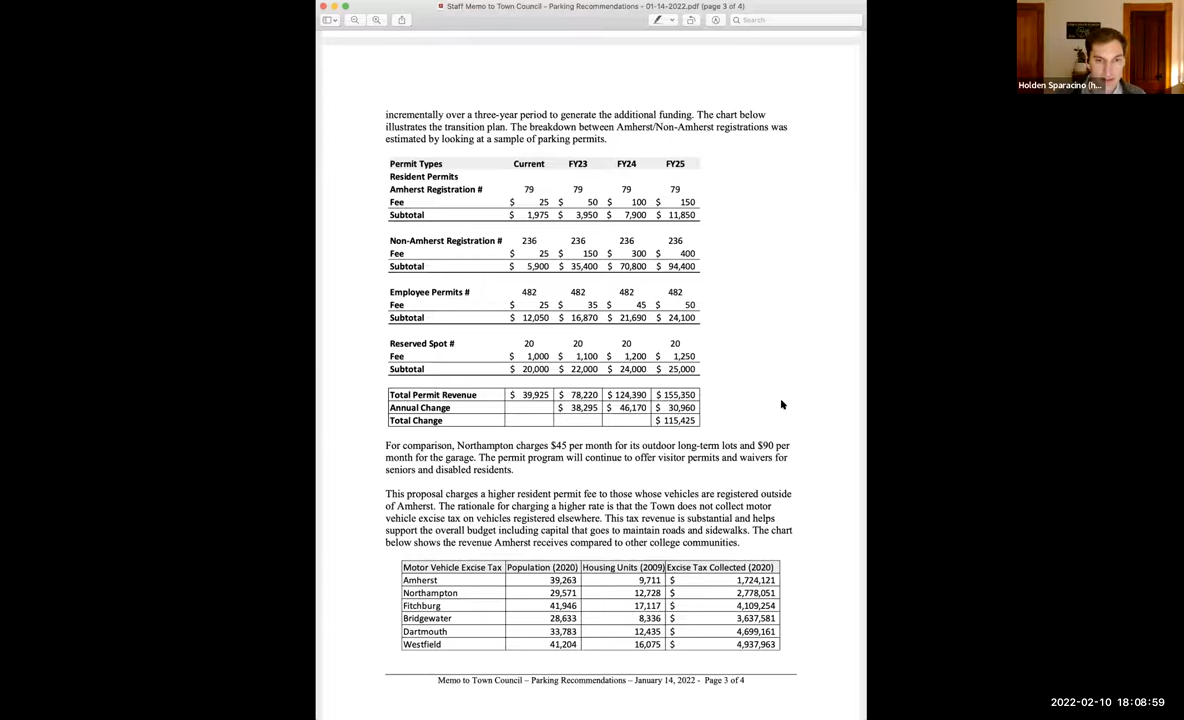 Staff Memo to Town Council – Parking Recommendations - 01-14-2022.pdf (page 3 of 4)
Search
Holden Sparacino (h...
incrementally over a three-year period to generate the additional funding. The chart below
illustrates the transition plan. The breakdown between Amherst/Non-Amherst registrations was
estimated by looking at a sample of parking permits.
Permit Types Current FY23 FY24 FY25
Resident Permits
Amherst Registration # 79 79 79 79
Fee $ 25 $ 50 $ 100 $ 150
Subtotal $ 1,975 $ 3,950 $ 7,900 $ 11,850
Non-Amherst Registration # 236 236 236 236
Fee $ 25 $ 150 $ 300 $ 400
Subtotal $ 5,900 $ 35,400 $ 70,800 $ 94,400
Employee Permits # 482 482 482 482
Fee $ 25 $ 35 $ 45 $ 50
Subtotal $ 12,050 $ 16,870 $ 21,690 $ 24,100
Reserved Spot # 20 20 20 20
Fee $ 1,000 $ 1,100 $ 1,200 $ 1,250
Subtotal $ 20,000 $ 22,000 $ 24,000 $ 25,000
Total Permit Revenue $ 39,925 $ 78,220 $ 124,390 $ 155,350
Annual Change $ 38,295 $ 46,170 $ 30,960
Total Change $ 115,425
For comparison, Northampton charges $45 per month for its outdoor long-term lots and $90 per
month for the garage. The permit program will continue to offer visitor permits and waivers for
seniors and disabled residents.
This proposal charges a higher resident permit fee to those whose vehicles are registered outside
of Amherst. The rationale for charging a higher rate is that the Town does not collect motor
vehicle excise tax on vehicles registered elsewhere. This tax revenue is substantial and helps
support the overall budget including capital that goes to maintain roads and sidewalks. The chart
below shows the revenue Amherst receives compared to other college communities.
Motor Vehicle Excise Tax Population (2020) Housing Units (2009) Excise Tax Collected (2020)
Amherst 39,263 9,711 $ 1,724,121
Northampton 29,571 12,728 $ 2,778,051
Fitchburg 41,946 17,117 $ 4,109,254
Bridgewater 28,633 8,336 $ 3,637,581
Dartmouth 33,783 12,435 $ 4,699,161
Westfield 41,204 16,075 $ 4,937,963
Memo to Town Council – Parking Recommendations – January 14, 2022 - Page 3 of 4
2022-02-10 18:08:59